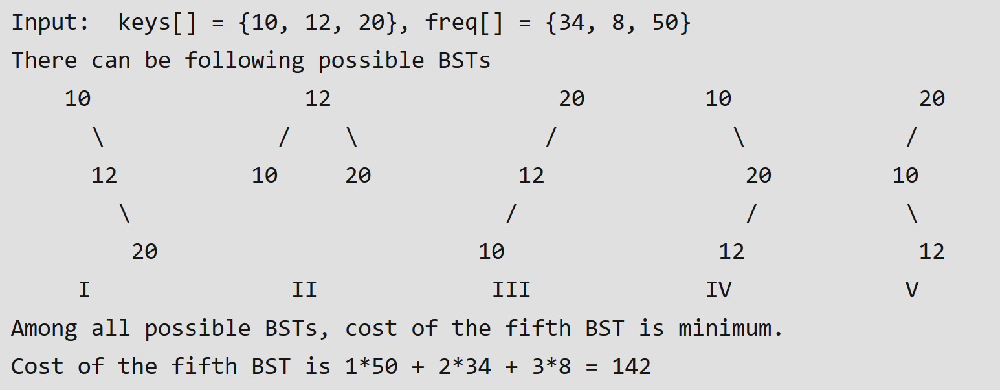 Input:  keys[] = {10, 12, 20}, freq[] = {34, 8, 50}
There can be following possible BSTs
    10                12                 20         10              20
      \             /    \              /             \            /
      12          10     20           12               20        10
        \                            /                /           \
         20                        10               12             12
     I               II             III             IV             V
Among all possible BSTs, cost of the fifth BST is minimum.
Cost of the fifth BST is 1*50 + 2*34 + 3*8 = 142